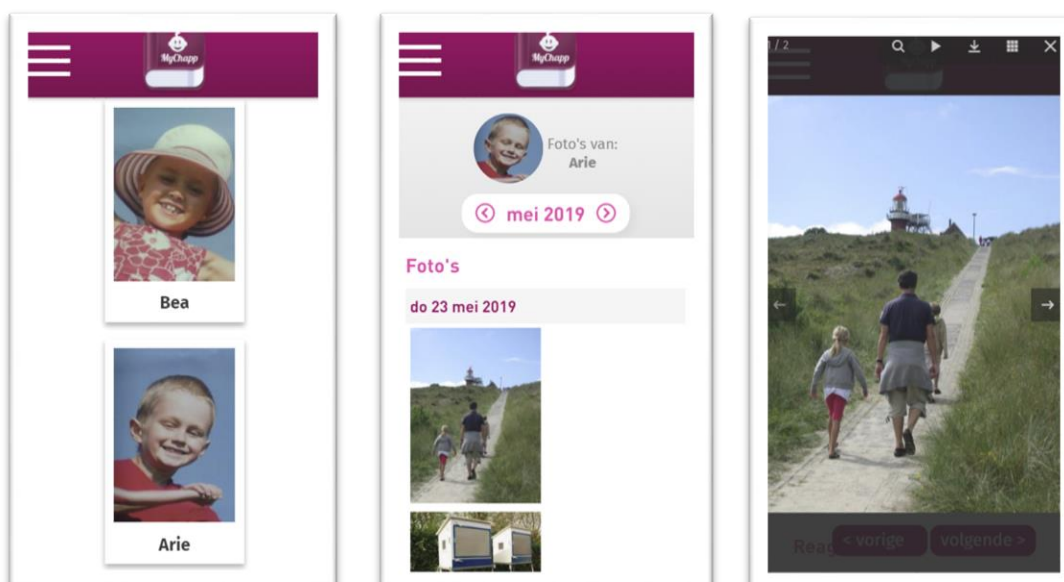 MyChapp
Bea
Arie
MyChapp
Foto's van:
Arie
mei 2019
Foto's
do 23 mei 2019
1 / 2
< vorige
volgende >